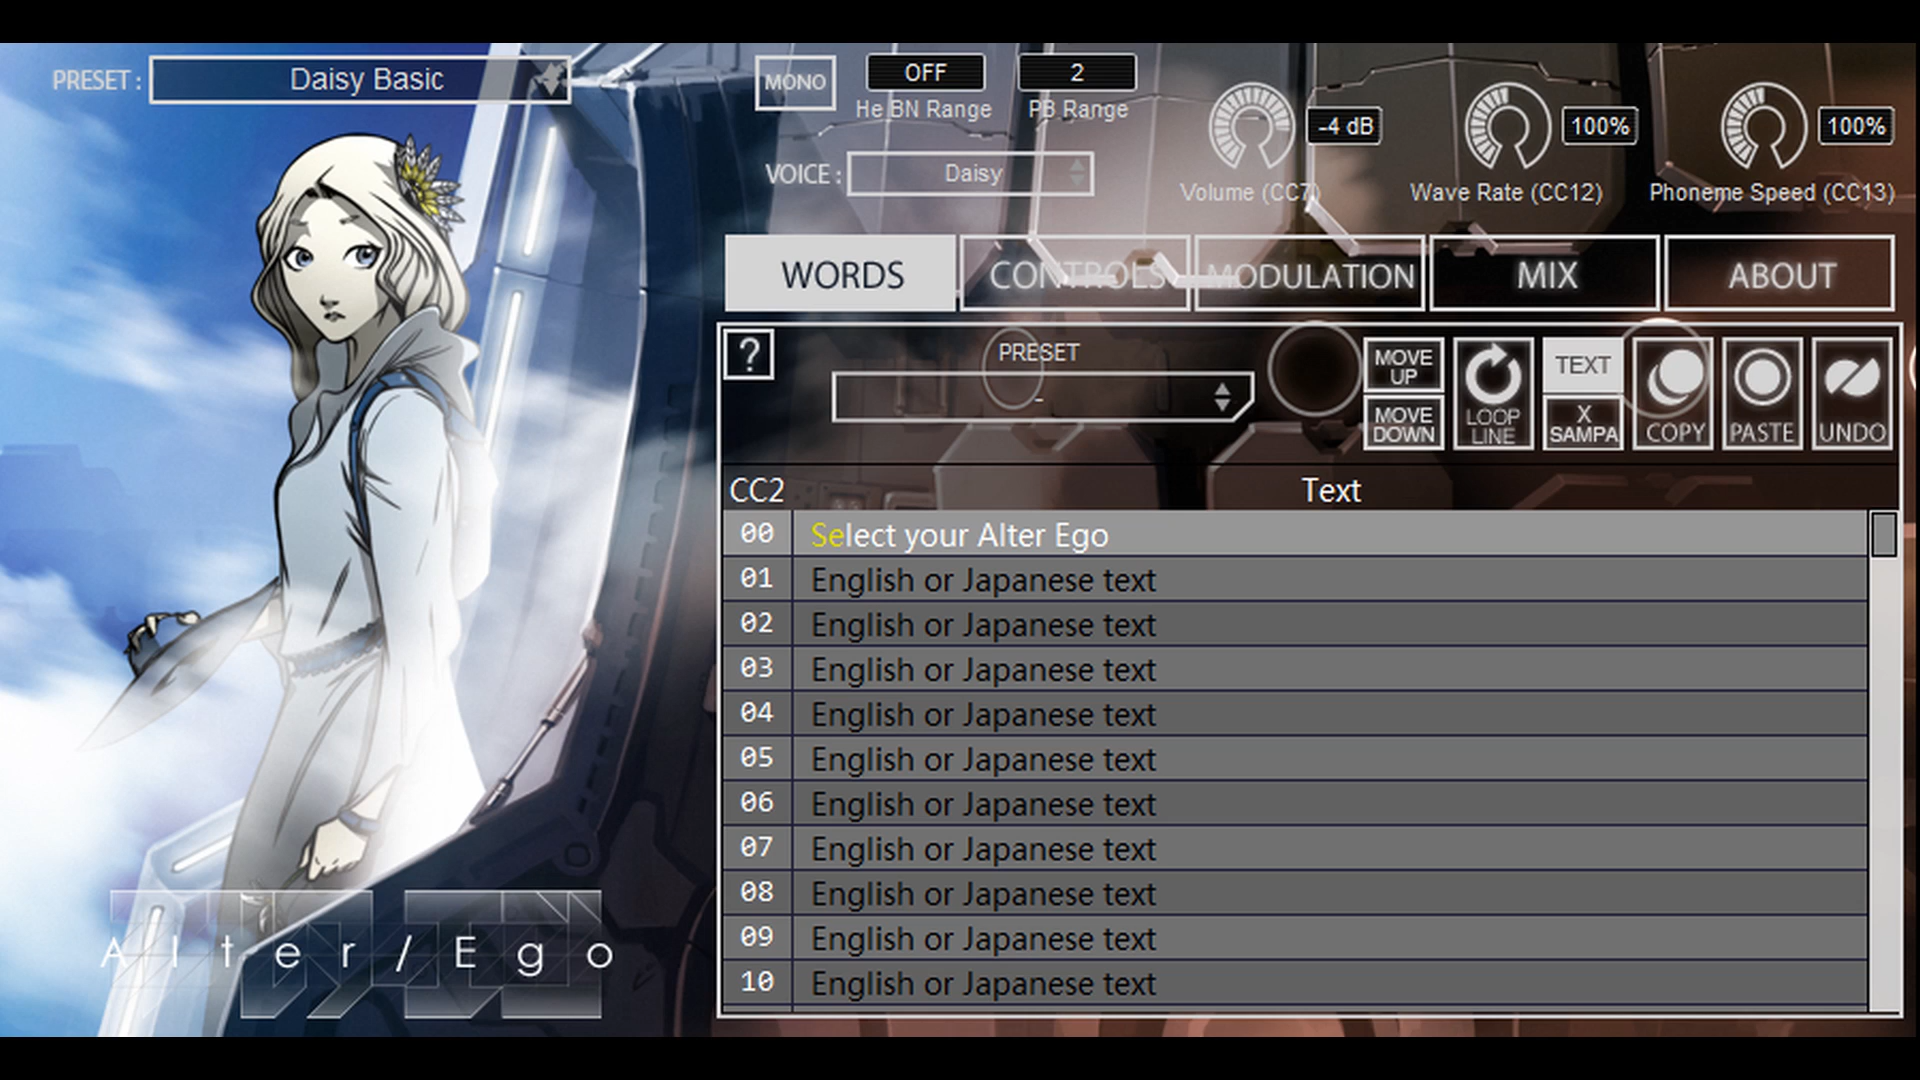 PRESET : Daisy Basic
MONO
OFF
He BN Range
2
PB Range
VOICE : Daisy
-4 dB
Volume (CC7)
100%
Wave Rate (CC12)
100%
Phoneme Speed (CC13)
WORDS
CONTROLS
MODULATION
MIX
ABOUT
?
PRESET
-
MOVE
UP
MOVE
DOWN
LOOP
LINE
TEXT
X
SAMPA
COPY
PASTE
UNDO
CC2 Text
00 Select your Alter Ego
01 English or Japanese text
02 English or Japanese text
03 English or Japanese text
04 English or Japanese text
05 English or Japanese text
06 English or Japanese text
07 English or Japanese text
08 English or Japanese text
09 English or Japanese text
10 English or Japanese text
Alter/Ego